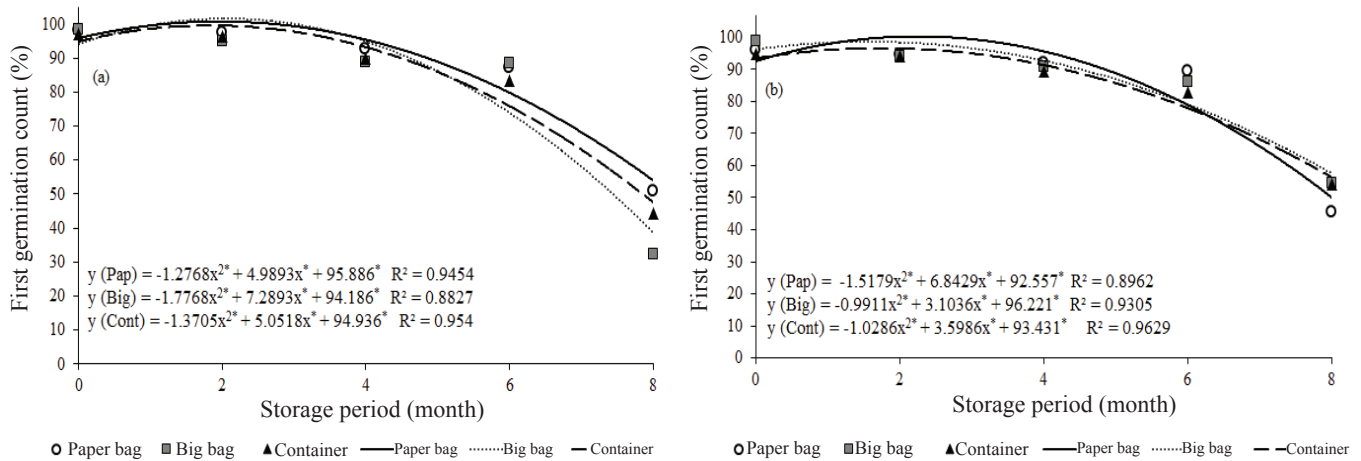 First germination count (%)
110
100
90
80
70
60
50
40
30
20
10
0
(a)
y (Pap) = -1.2768x²* + 4.9893x* + 95.886* R² = 0.9454
y (Big) = -1.7768x²* + 7.2893x* + 94.186* R² = 0.8827
y (Cont) = -1.3705x²* + 5.0518x* + 94.936* R² = 0.954
0 2 4 6 8
Storage period (month)
Paper bag Big bag Container Paper bag Big bag Container
First germination count (%)
110
100
90
80
70
60
50
40
30
20
10
0
(b)
y (Pap) = -1.5179x²* + 6.8429x* + 92.557* R² = 0.8962
y (Big) = -0.9911x²* + 3.1036x* + 96.221* R² = 0.9305
y (Cont) = -1.0286x²* + 3.5986x* + 93.431* R² = 0.9629
0 2 4 6 8
Storage period (month)
Paper bag Big bag Container Paper bag Big bag Container